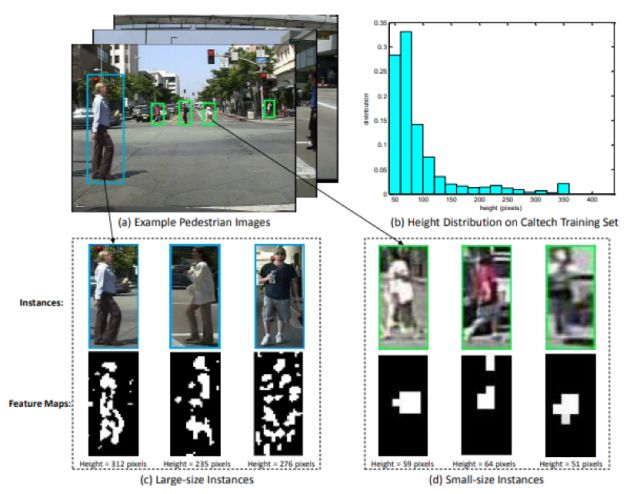 0.35
0.3
0.25
0.2
0.15
0.1
0.05
0
distribution
50 100 150 200 250 300 350 400
height (pixels)
(a) Example Pedestrian Images
(b) Height Distribution on Caltech Training Set
Instances:
Feature Maps:
Height = 312 pixels Height = 235 pixels Height = 276 pixels
Height = 59 pixels Height = 64 pixels Height = 51 pixels
(c) Large-size Instances
(d) Small-size Instances